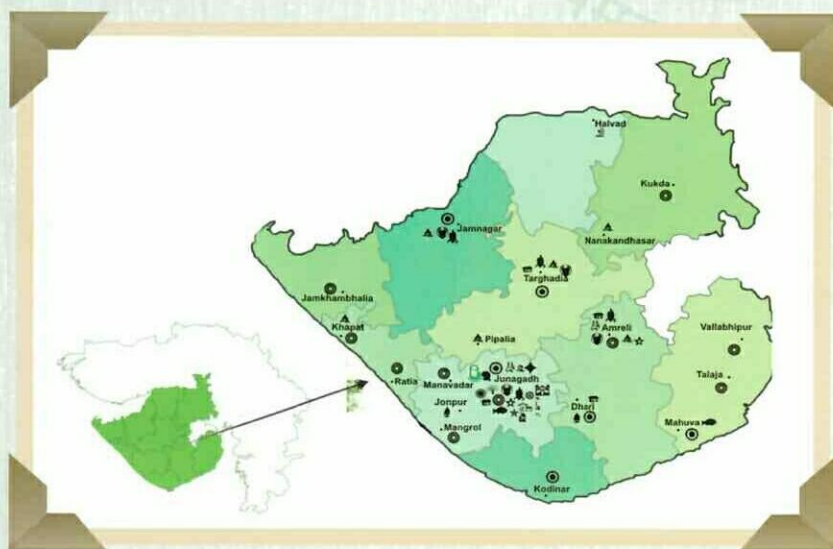 Halvad
Kukda
Jamnagar
Nanakandhasar
Targhadia
Jamkhambhalia
Khapat
Pipalia
Amreli
Vallabhipur
Ratia
Manavadar
Junagadh
Talaja
Jonpur
Dhari
Mangrol
Mahuva
Kodinar